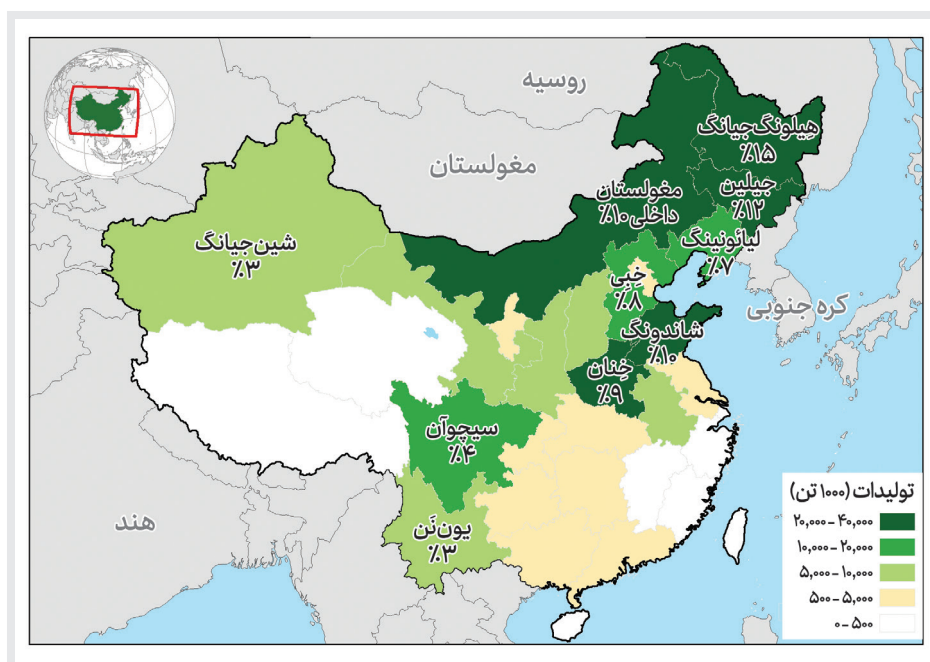 روسیه
مغولستان
هیلونگ‌جیانگ
٪۱۵
جیلین
٪۱۲
مغولستان
داخلی ٪۱۰
لیائونینگ
٪۷
شین‌جیانگ
٪۳
خِبِی
٪۸
کره جنوبی
شاندونگ
٪۱۰
خِنان
٪۹
سیچوآن
٪۴
هند
یون‌نَن
٪۳
تولیدات (۱۰۰۰ تن)
۲۰,۰۰۰ – ۴۰,۰۰۰
۱۰,۰۰۰ – ۲۰,۰۰۰
۵,۰۰۰ – ۱۰,۰۰۰
۵۰۰ – ۵,۰۰۰
۰ – ۵۰۰